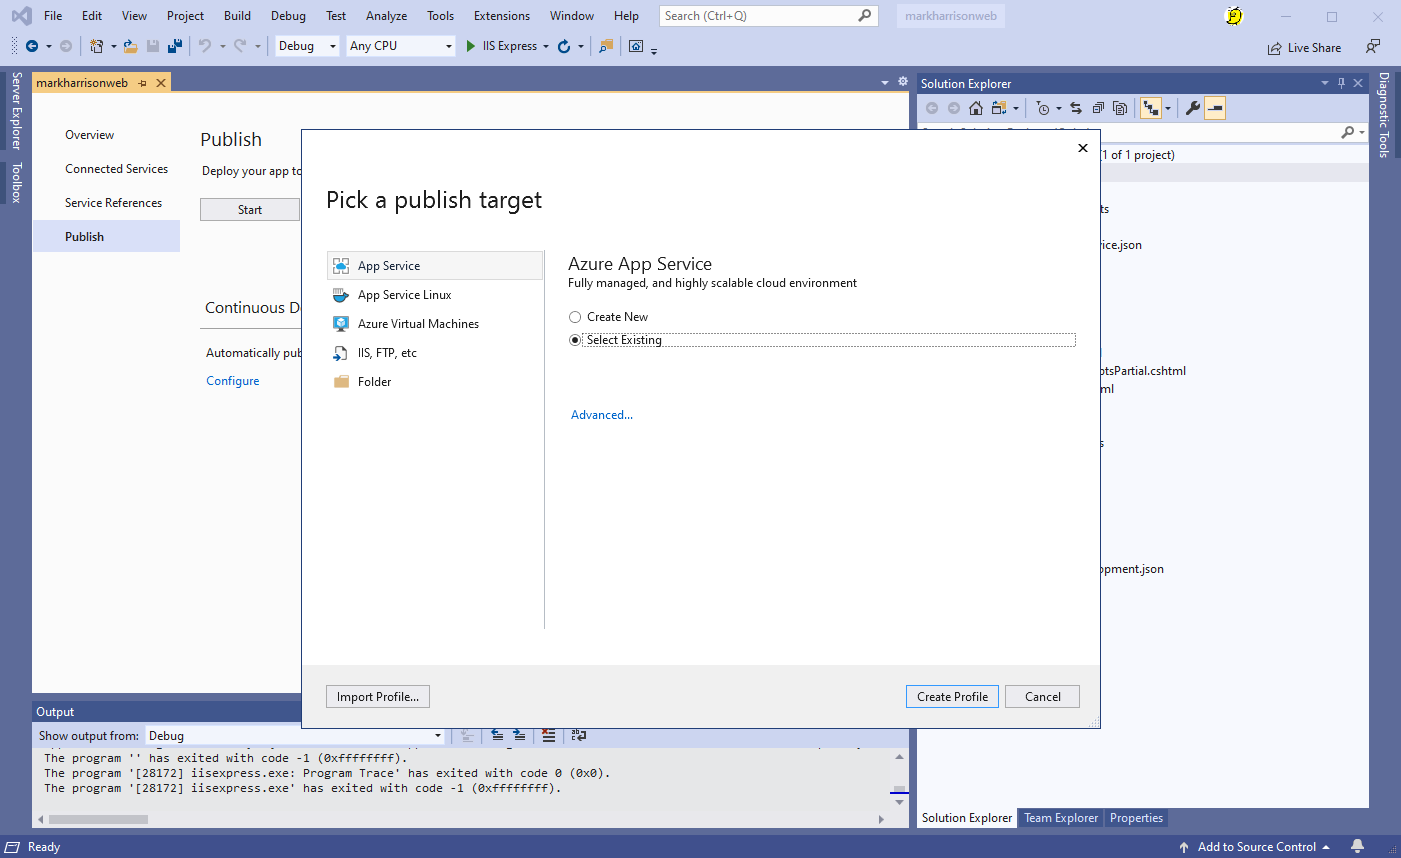 File Edit View Project Build Debug Test Analyze Tools Extensions Window Help Search (Ctrl+Q) markharrisonweb
Debug Any CPU IIS Express Live Share
Server Explorer
Toolbox
markharrisonweb
Overview
Connected Services
Service References
Publish
Publish
Deploy your app to
Start
Continuous D
Automatically pub
Configure
Pick a publish target
App Service
App Service Linux
Azure Virtual Machines
IIS, FTP, etc
Folder
Azure App Service
Fully managed, and highly scalable cloud environment
Create New
Select Existing
Advanced...
Import Profile...
Create Profile
Cancel
Solution Explorer
(1 of 1 project)
ts
ice.json
ptsPartial.cshtml
ml
s
opment.json
Solution Explorer Team Explorer Properties
Diagnostic Tools
Output
Show output from: Debug
The program '' has exited with code -1 (0xffffffff).
The program '[28172] iisexpress.exe: Program Trace' has exited with code 0 (0x0).
The program '[28172] iisexpress.exe' has exited with code -1 (0xffffffff).
Ready
Add to Source Control